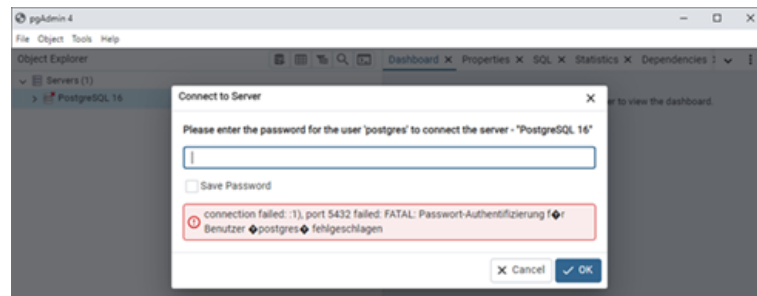 pgAdmin 4
File Object Tools Help
Object Explorer
Dashboard × Properties × SQL × Statistics × Dependencies
Servers (1)
PostgreSQL 16
er to view the dashboard.
Connect to Server
Please enter the password for the user 'postgres' to connect the server - "PostgreSQL 16"
Save Password
connection failed: :1), port 5432 failed: FATAL: Passwort-Authentifizierung f�r
Benutzer �postgres� fehlgeschlagen
Cancel
OK